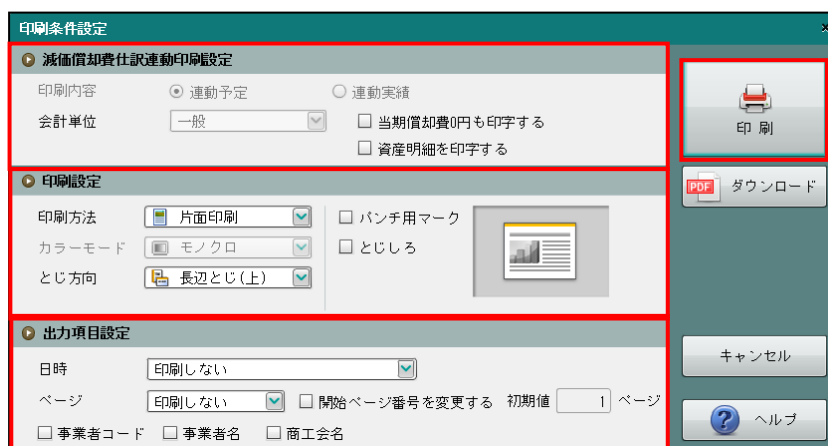 印刷条件設定 ×
減価償却費仕訳連動印刷設定
印刷内容 連動予定 連動実績
会計単位 一般 当期償却費0円も印字する
資産明細を印字する
印刷設定
印刷方法 片面印刷 パンチ用マーク
カラーモード モノクロ とじしろ
とじ方向 長辺とじ(上)
出力項目設定
日時 印刷しない
ページ 印刷しない 開始ページ番号を変更する 初期値 1 ページ
事業者コード 事業者名 商工会名
印刷
PDF ダウンロード
キャンセル
? ヘルプ